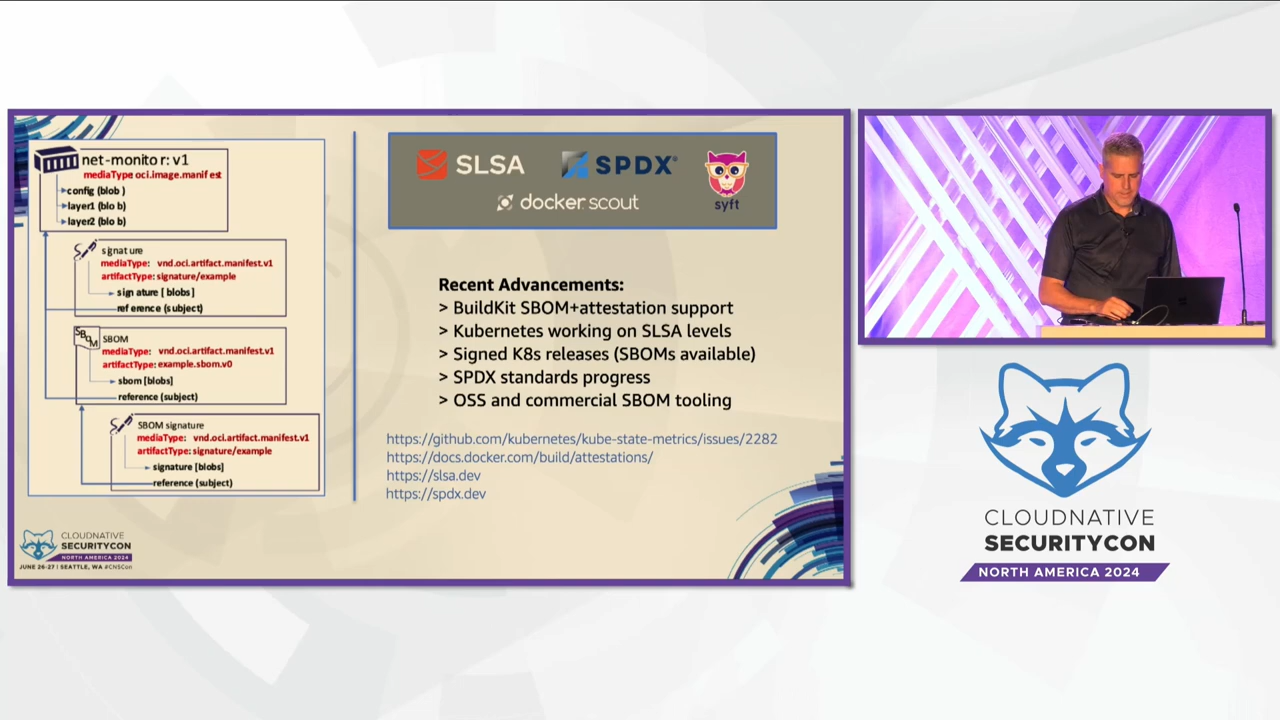 net-monitor:v1
mediaType oci.image.manifest
config (blob)
layer1 (blob)
layer2 (blob)
signature
mediaType: vnd.oci.artifact.manifest.v1
artifactType: signature/example
signature [blobs]
reference (subject)
SBOM
SBOM
mediaType: vnd.oci.artifact.manifest.v1
artifactType: example.sbom.v0
sbom [blobs]
reference (subject)
SBOM signature
mediaType: vnd.oci.artifact.manifest.v1
artifactType: signature/example
signature [blobs]
reference (subject)
CLOUDNATIVE
SECURITYCON
NORTH AMERICA 2024
JUNE 26-27 | SEATTLE, WA #CNSCon
SLSA
SPDX®
syft
docker scout
Recent Advancements:
> BuildKit SBOM+attestation support
> Kubernetes working on SLSA levels
> Signed K8s releases (SBOMs available)
> SPDX standards progress
> OSS and commercial SBOM tooling
https://github.com/kubernetes/kube-state-metrics/issues/2282
https://docs.docker.com/build/attestations/
https://slsa.dev
https://spdx.dev
CLOUDNATIVE
SECURITYCON
NORTH AMERICA 2024